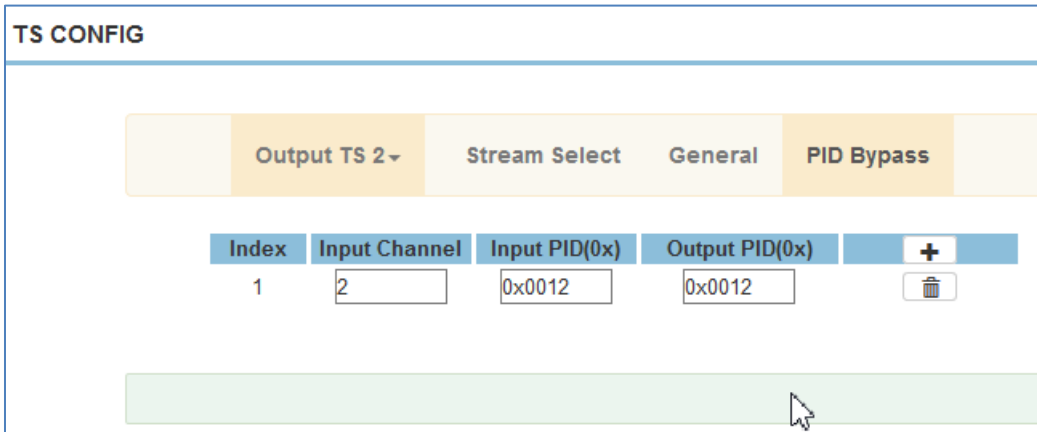 TS CONFIG
Output TS 2 Stream Select General PID Bypass
Index Input Channel Input PID(0x) Output PID(0x)
1 2 0x0012 0x0012